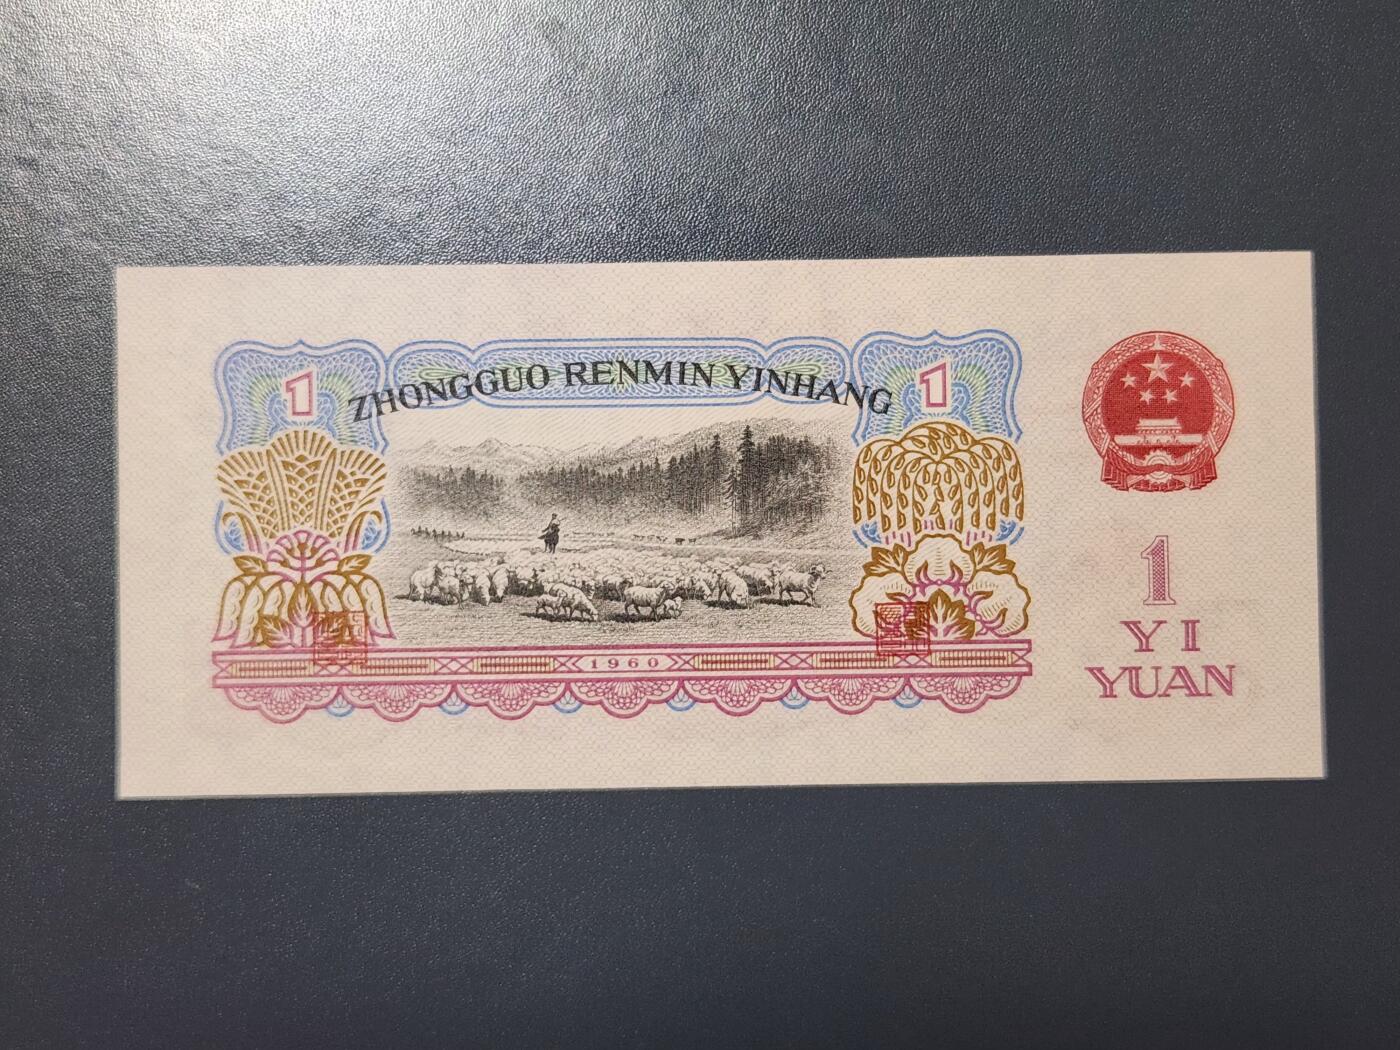 1
ZHONGGUO RENMIN YINHANG
1
1960
1
YI
YUAN